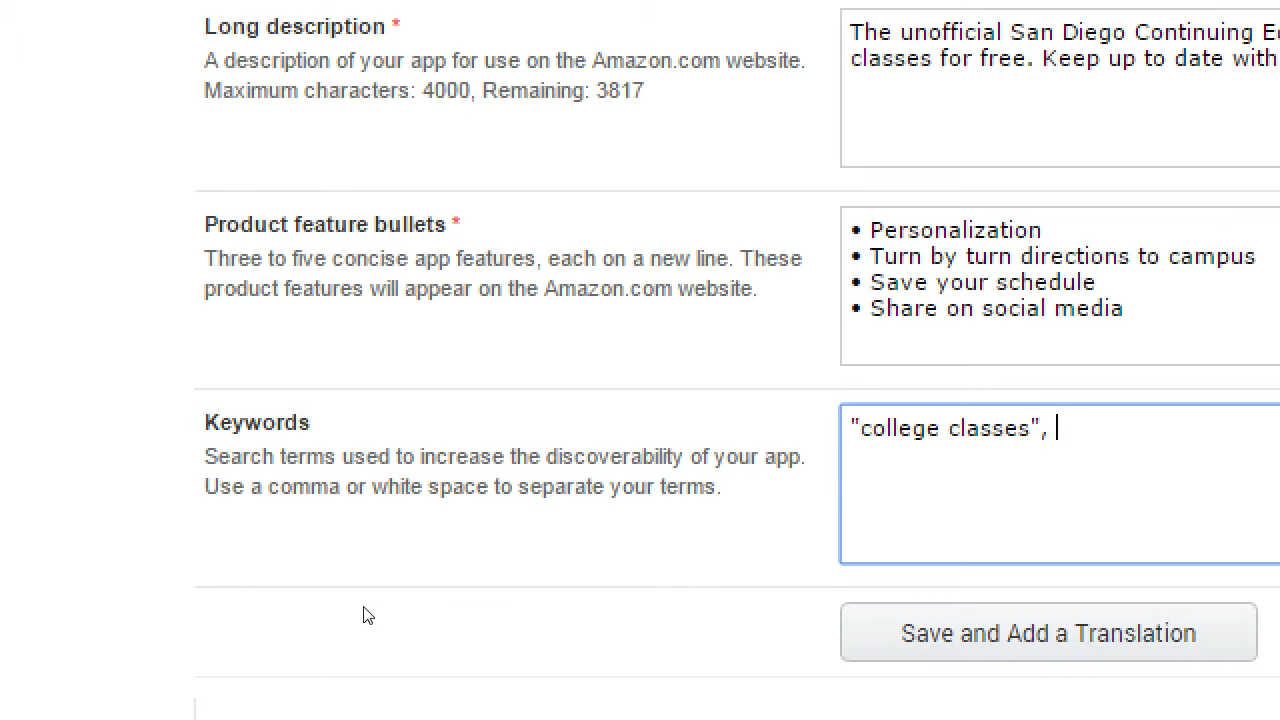 Long description *
A description of your app for use on the Amazon.com website.
Maximum characters: 4000, Remaining: 3817
The unofficial San Diego Continuing
classes for free. Keep up to date with
Product feature bullets *
Three to five concise app features, each on a new line. These
product features will appear on the Amazon.com website.
• Personalization
• Turn by turn directions to campus
• Save your schedule
• Share on social media
Keywords
Search terms used to increase the discoverability of your app.
Use a comma or white space to separate your terms.
"college classes",
Save and Add a Translation